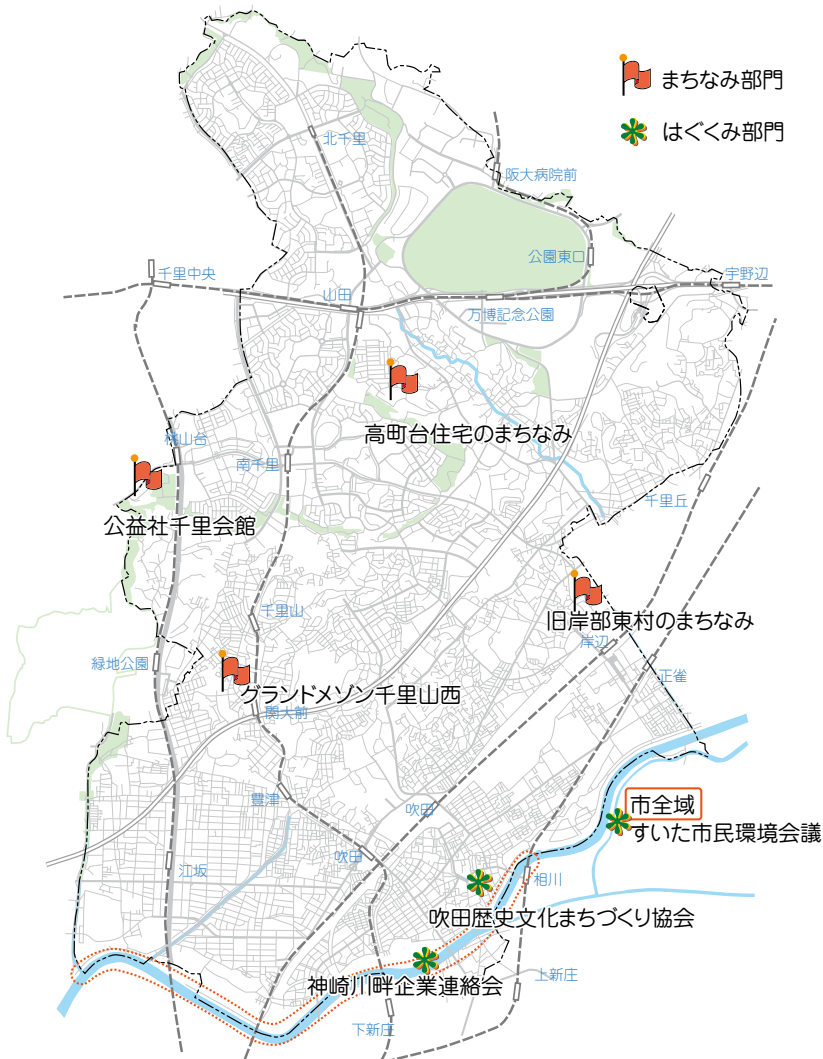 まちなみ部門
はぐくみ部門
北千里
阪大病院前
公園東口
千里中央
宇野辺
山田
万博記念公園
高町台住宅のまちなみ
桃山台
南千里
千里丘
公益社千里会館
千里山
旧岸部東村のまちなみ
岸辺
緑地公園
正雀
グランドメゾン千里山西
関大前
豊津
吹田
市全域
すいた市民環境会議
吹田
江坂
相川
吹田歴史文化まちづくり協会
神崎川畔企業連絡会
上新庄
下新庄